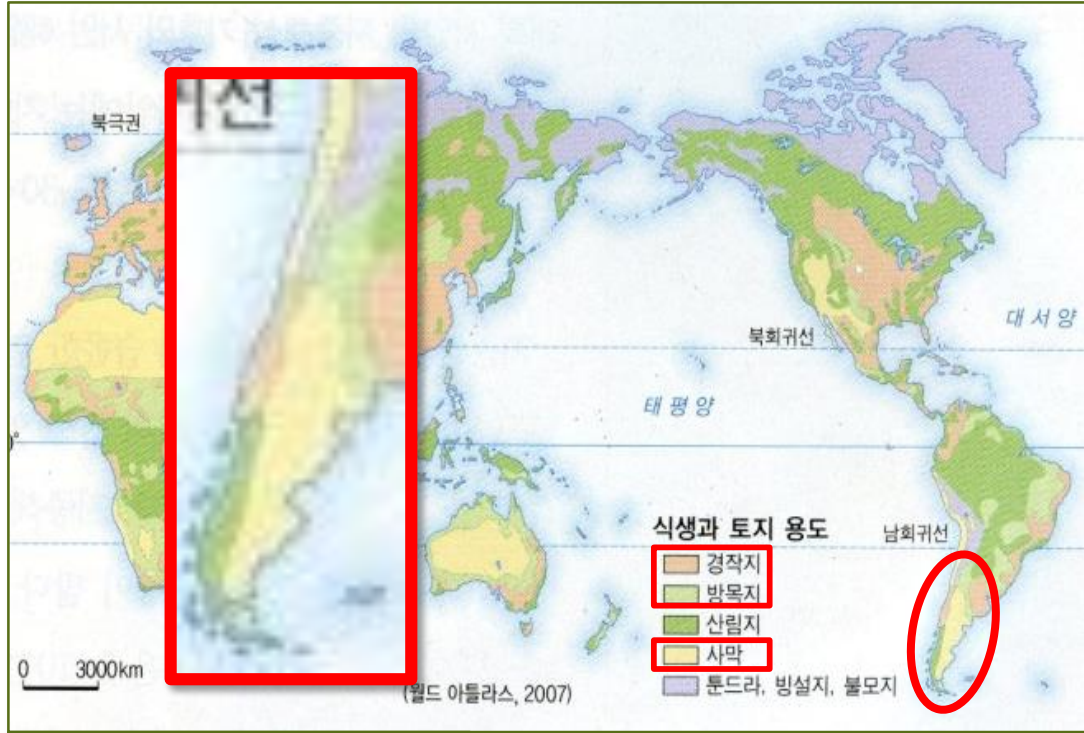 귀선
북극권
대서양
북회귀선
태평양
식생과 토지 용도
경작지
남회귀선
방목지
산림지
사막
0 3000km
툰드라, 빙설지, 불모지
(월드 아틀라스, 2007)